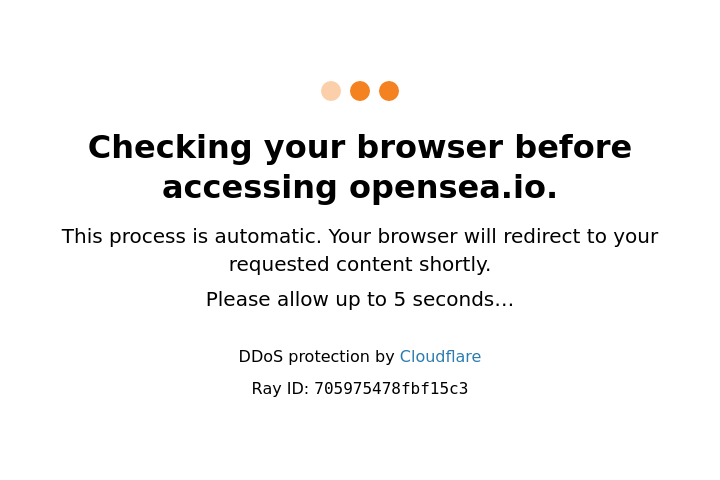 Checking your browser before
accessing opensea.io.
This process is automatic. Your browser will redirect to your
requested content shortly.
Please allow up to 5 seconds…
DDoS protection by Cloudflare
Ray ID: 705975478fbf15c3